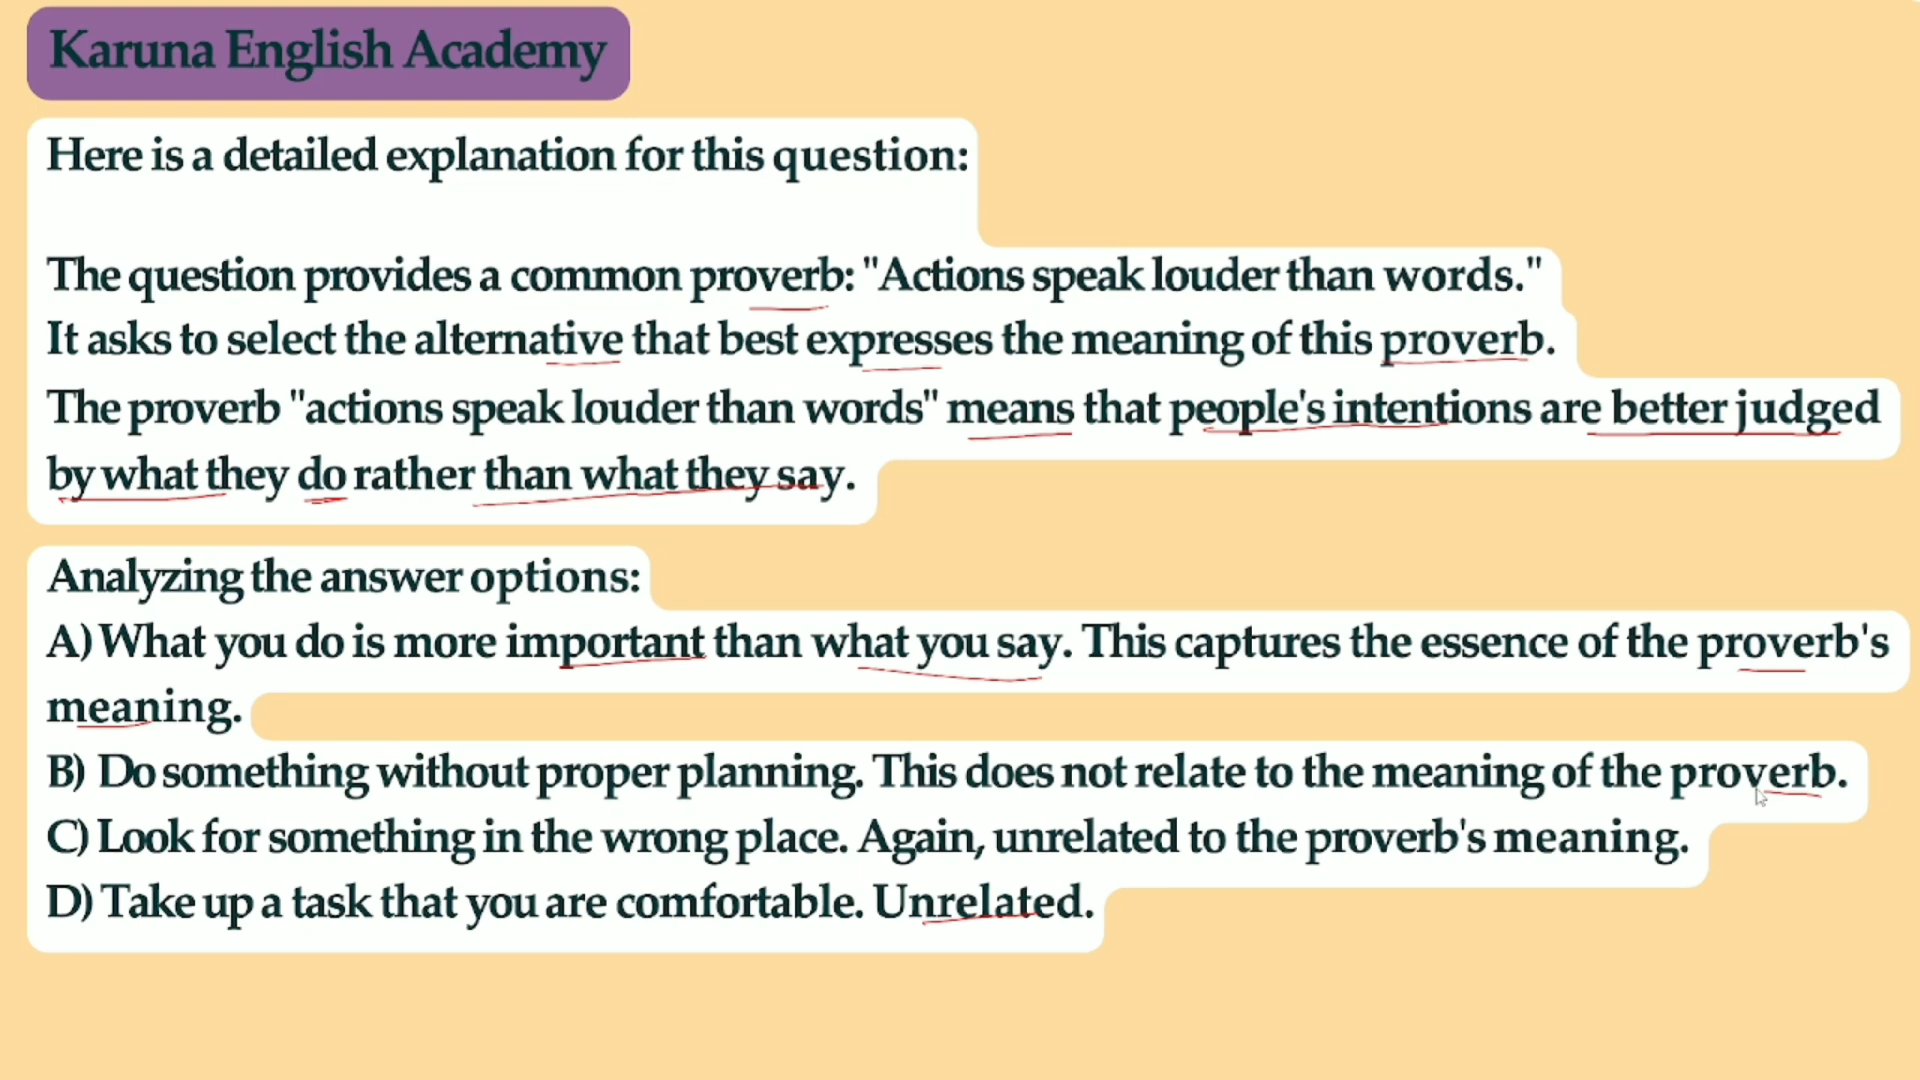 Karuna English Academy
Here is a detailed explanation for this question:
The question provides a common proverb: "Actions speak louder than words."
It asks to select the alternative that best expresses the meaning of this proverb.
The proverb "actions speak louder than words" means that people's intentions are better judged
by what they do rather than what they say.
Analyzing the answer options:
A) What you do is more important than what you say. This captures the essence of the proverb's
meaning.
B) Do something without proper planning. This does not relate to the meaning of the proverb.
C) Look for something in the wrong place. Again, unrelated to the proverb's meaning.
D) Take up a task that you are comfortable. Unrelated.